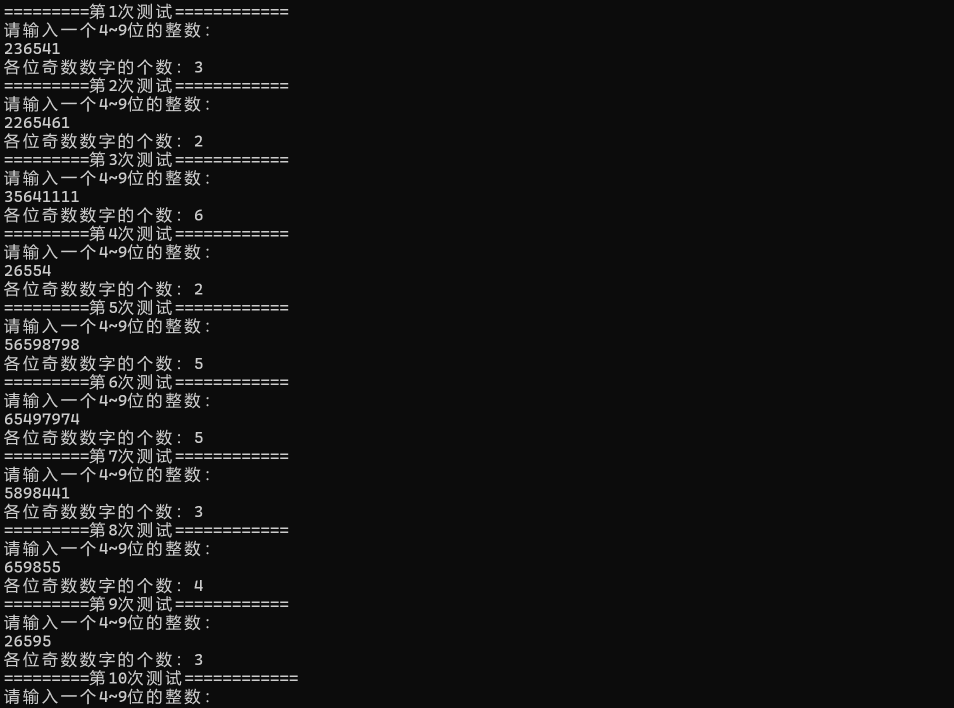 =========第1次测试============
请输入一个4~9位的整数:
236541
各位奇数数字的个数: 3
=========第2次测试============
请输入一个4~9位的整数:
2265461
各位奇数数字的个数: 2
=========第3次测试============
请输入一个4~9位的整数:
35641111
各位奇数数字的个数: 6
=========第4次测试============
请输入一个4~9位的整数:
26554
各位奇数数字的个数: 2
=========第5次测试============
请输入一个4~9位的整数:
56598798
各位奇数数字的个数: 5
=========第6次测试============
请输入一个4~9位的整数:
65497974
各位奇数数字的个数: 5
=========第7次测试============
请输入一个4~9位的整数:
5898441
各位奇数数字的个数: 3
=========第8次测试============
请输入一个4~9位的整数:
659855
各位奇数数字的个数: 4
=========第9次测试============
请输入一个4~9位的整数:
26595
各位奇数数字的个数: 3
=========第10次测试============
请输入一个4~9位的整数: